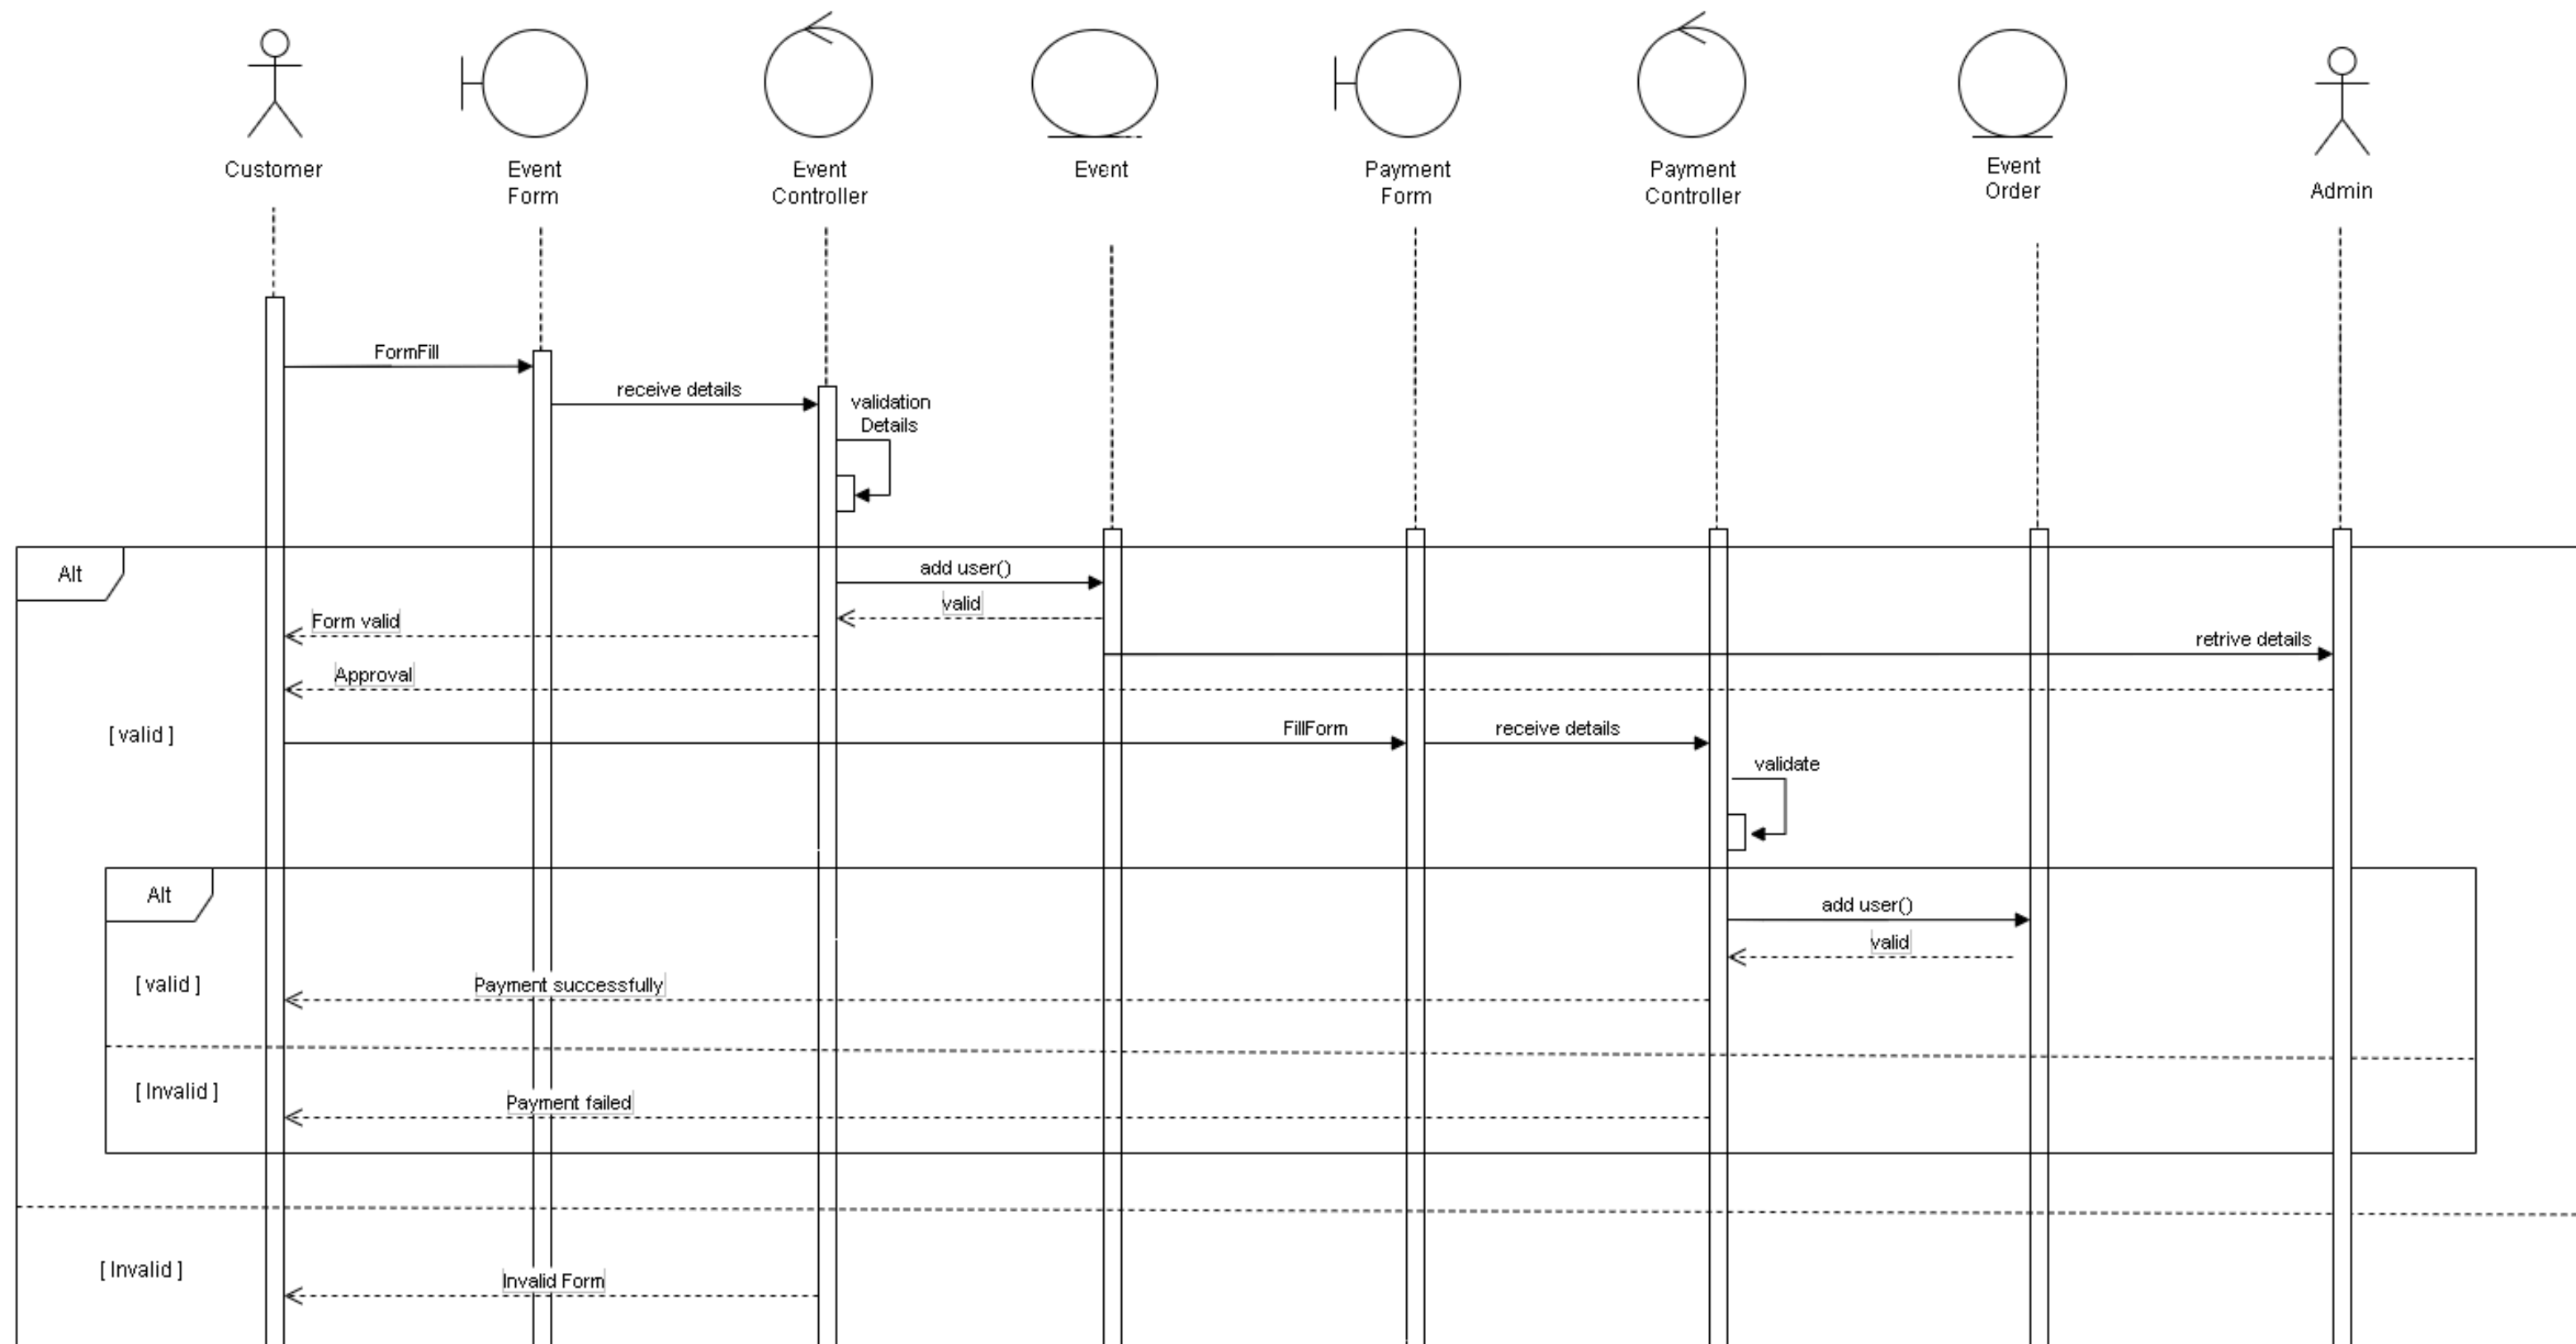 Customer
Event
Form
Event
Controller
Event
Payment
Form
Payment
Controller
Event
Order
Admin
FormFill
receive details
validation
Details
Alt
add user()
valid
Form valid
retrive details
Approval
[ valid ]
FillForm
receive details
validate
Alt
add user()
valid
[ valid ]
Payment successfully
[ Invalid ]
Payment failed
[ Invalid ]
Invalid Form